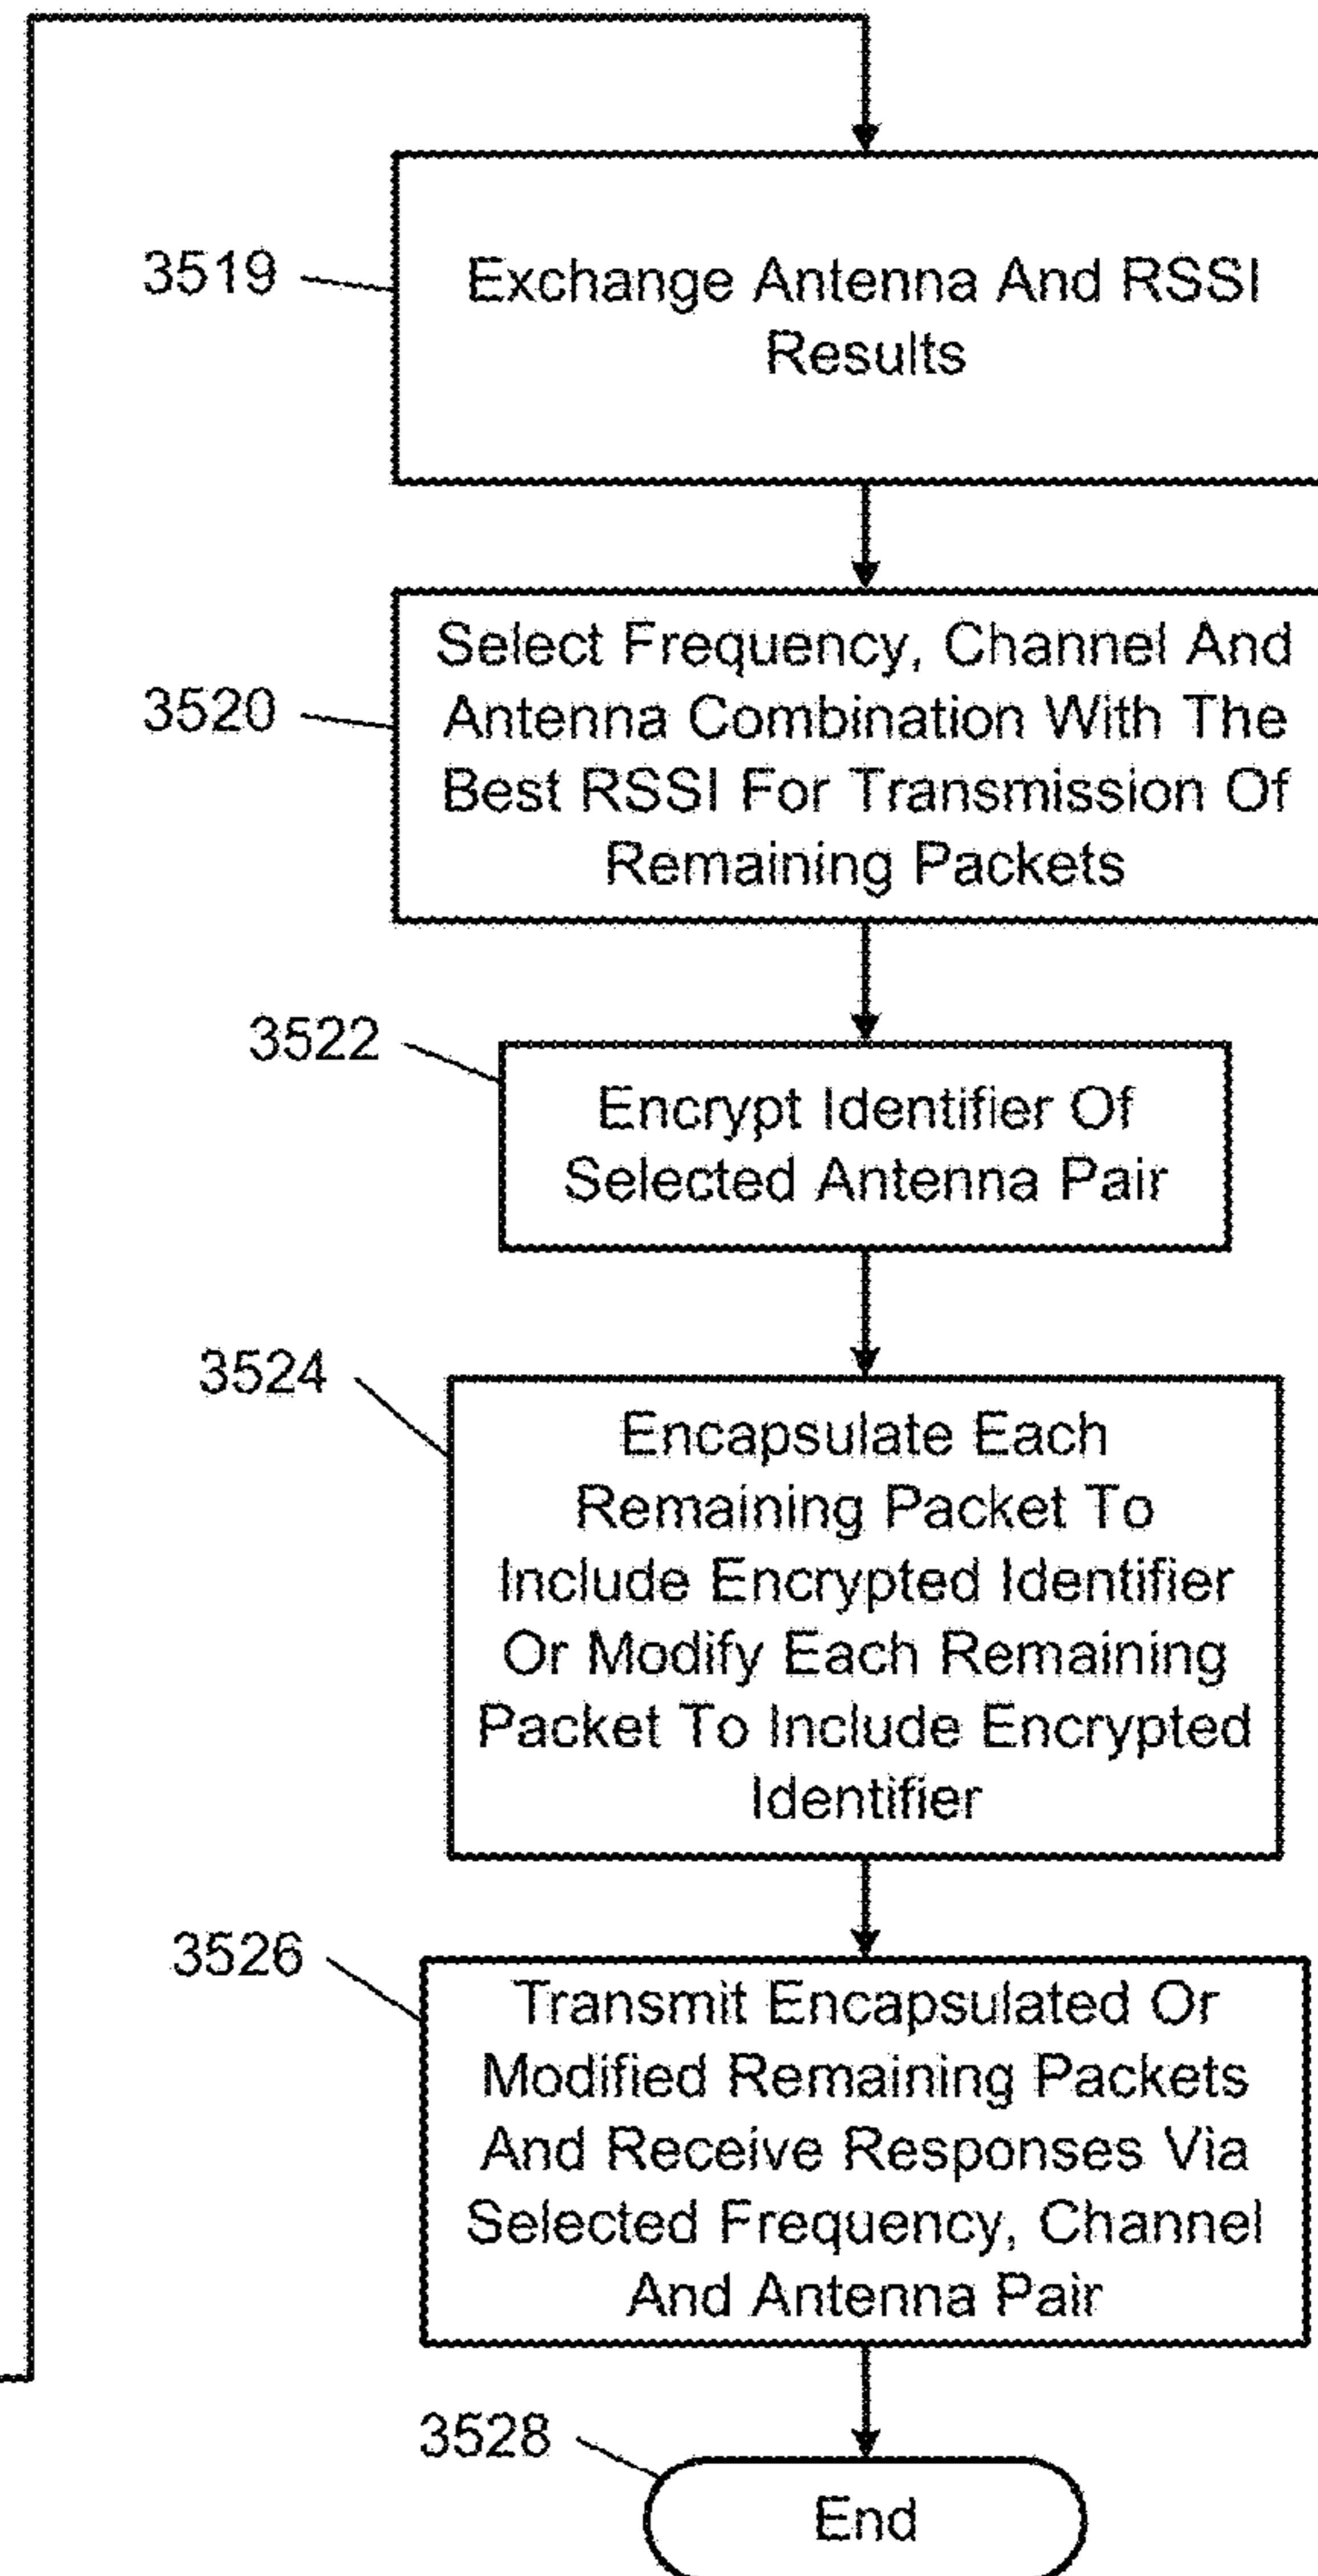 3519
Exchange Antenna And RSSI
Results
3520
Select Frequency, Channel And
Antenna Combination With The
Best RSSI For Transmission Of
Remaining Packets
3522
Encrypt Identifier Of
Selected Antenna Pair
3524
Encapsulate Each
Remaining Packet To
Include Encrypted Identifier
Or Modify Each Remaining
Packet To Include Encrypted
Identifier
3526
Transmit Encapsulated Or
Modified Remaining Packets
And Receive Responses Via
Selected Frequency, Channel
And Antenna Pair
3528
End